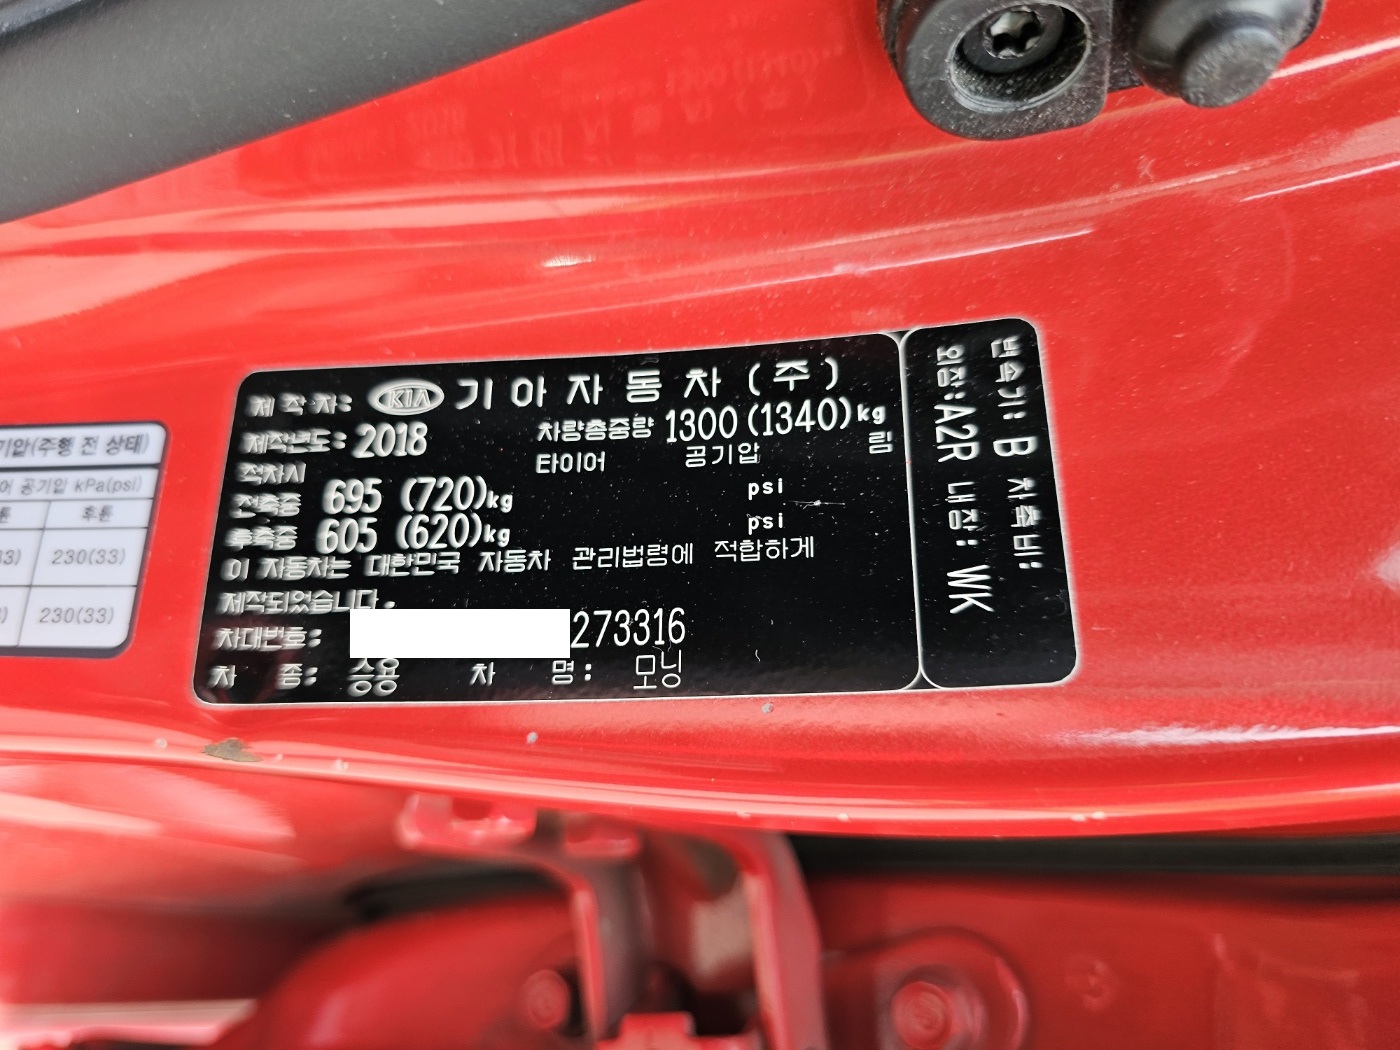 제 작 자: KIA 기 아 자 동 차 (주)
제작년도: 2018 차량총중량 1300 (1340)kg
적차시 타이어 공기압 림
전축중 695 (720)kg psi
후축중 605 (620)kg psi
이 자동차는 대한민국 자동차 관리법령에 적합하게
제작되었습니다.
차대번호: 273316
차 종: 승용 차 명: 모닝
변속기: B 차축비:
외장:A2R 내장: WK
기압(주행 전 상태)
어 공기압 kPa(psi)
후륜
230(33)
230(33)